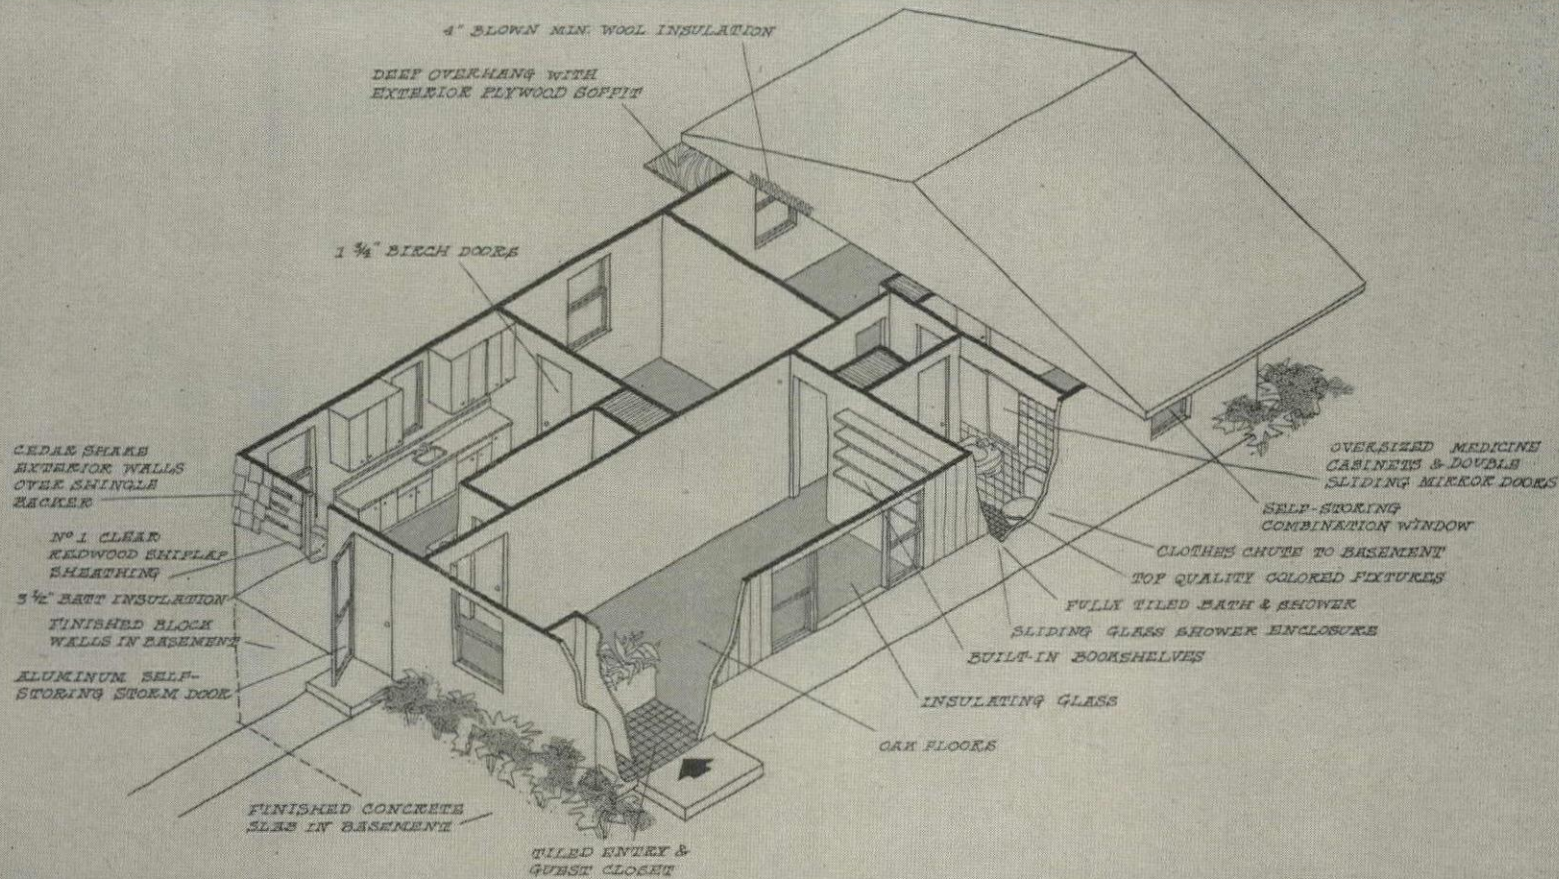 4" BLOWN MIN. WOOL INSULATION
DEEP OVERHANG WITH
EXTERIOR PLYWOOD SOFFIT
1 3/4" BIRCH DOORS
CEDAR SHAKE
EXTERIOR WALLS
OVER SHINGLE
BACKER
Nº 1 CLEAR
REDWOOD SHIPLAP
SHEATHING
3 1/2" BATT INSULATION
FINISHED BLOCK
WALLS IN BASEMENT
ALUMINUM SELF-
STORING STORM DOOR
FINISHED CONCRETE
SLAB IN BASEMENT
TILED ENTRY &
GUEST CLOSET
OVERSIZED MEDICINE
CABINETS & DOUBLE
SLIDING MIRROR DOORS
SELF-STORING
COMBINATION WINDOW
CLOTHES CHUTE TO BASEMENT
TOP QUALITY COLORED FIXTURES
FULLY TILED BATH & SHOWER
SLIDING GLASS SHOWER ENCLOSURE
BUILT-IN BOOKSHELVES
INSULATING GLASS
OAK FLOORS